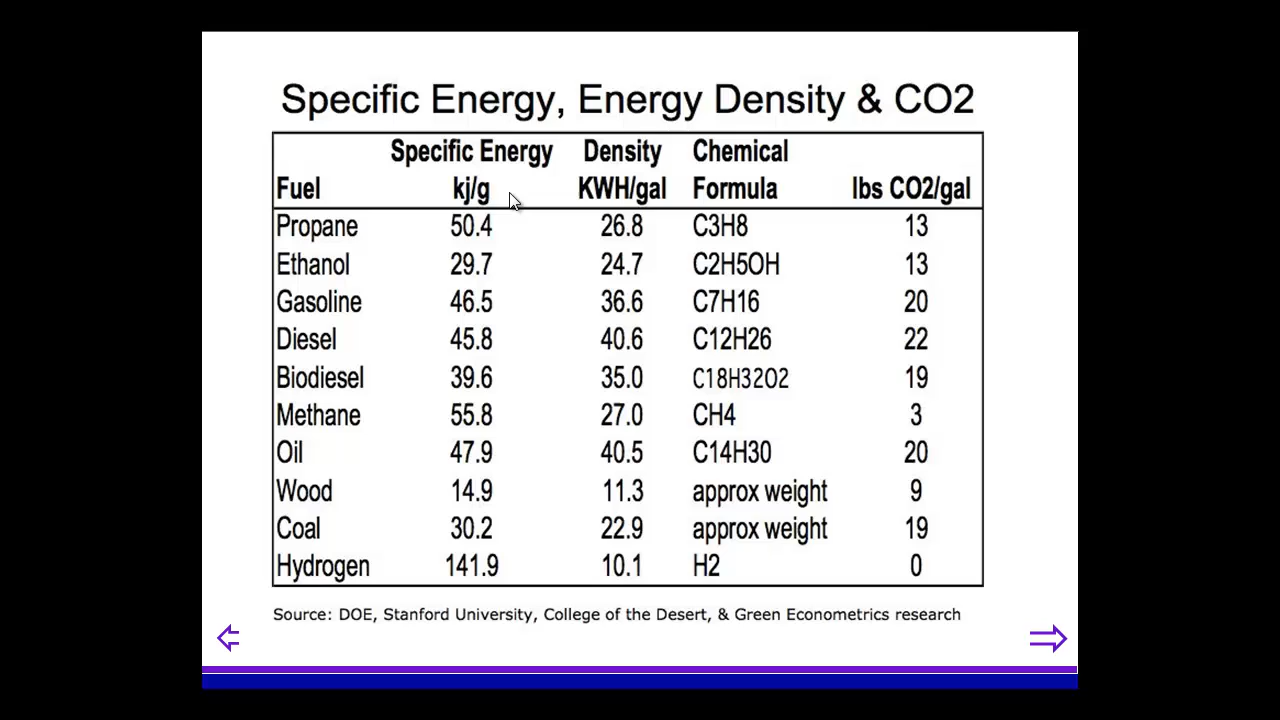 Specific Energy, Energy Density & CO2
Specific Energy Density Chemical
Fuel kj/g KWH/gal Formula lbs CO2/gal
Propane 50.4 26.8 C3H8 13
Ethanol 29.7 24.7 C2H5OH 13
Gasoline 46.5 36.6 C7H16 20
Diesel 45.8 40.6 C12H26 22
Biodiesel 39.6 35.0 C18H32O2 19
Methane 55.8 27.0 CH4 3
Oil 47.9 40.5 C14H30 20
Wood 14.9 11.3 approx weight 9
Coal 30.2 22.9 approx weight 19
Hydrogen 141.9 10.1 H2 0
Source: DOE, Stanford University, College of the Desert, & Green Econometrics research